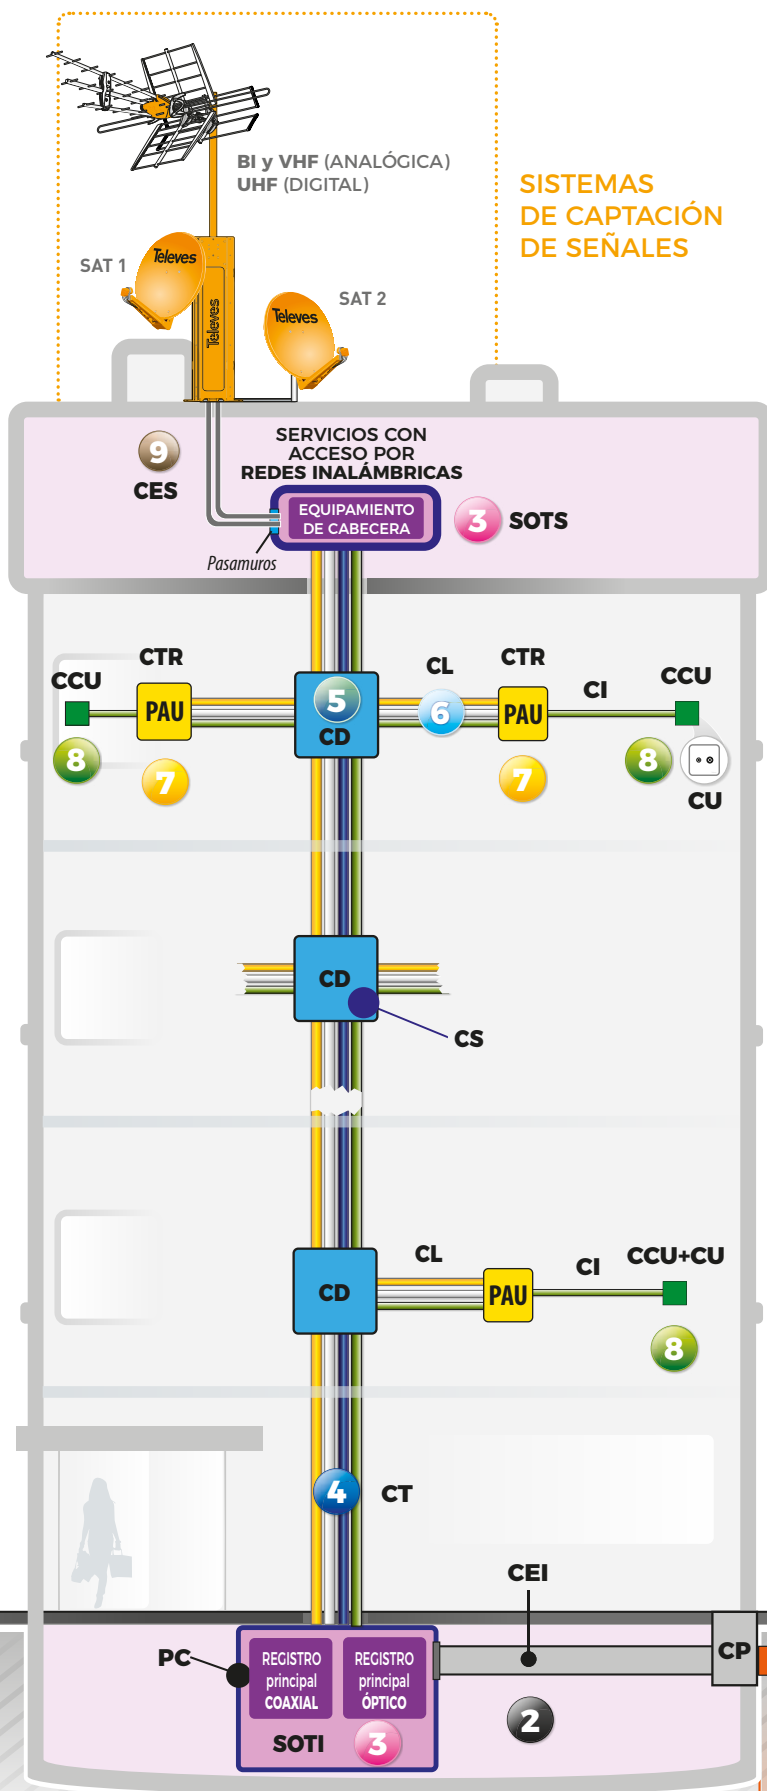 BI y VHF (ANALÓGICA)
UHF (DIGITAL)
SISTEMAS
DE CAPTACIÓN
DE SEÑALES
SAT 1
Televes
Televes
SAT 2
Televes
9
CES
SERVICIOS CON
ACCESO POR
REDES INALÁMBRICAS
EQUIPAMIENTO
DE CABECERA
3 SOTS
Pasamuros
CCU
CTR
PAU
8
7
5
CD
CL
6
CTR
PAU
7
CI
CCU
8
CU
CD
CS
CD
CL
PAU
CI
CCU+CU
8
4 CT
CEI
PC
REGISTRO
principal
COAXIAL
REGISTRO
principal
ÓPTICO
SOTI 3
2
CP